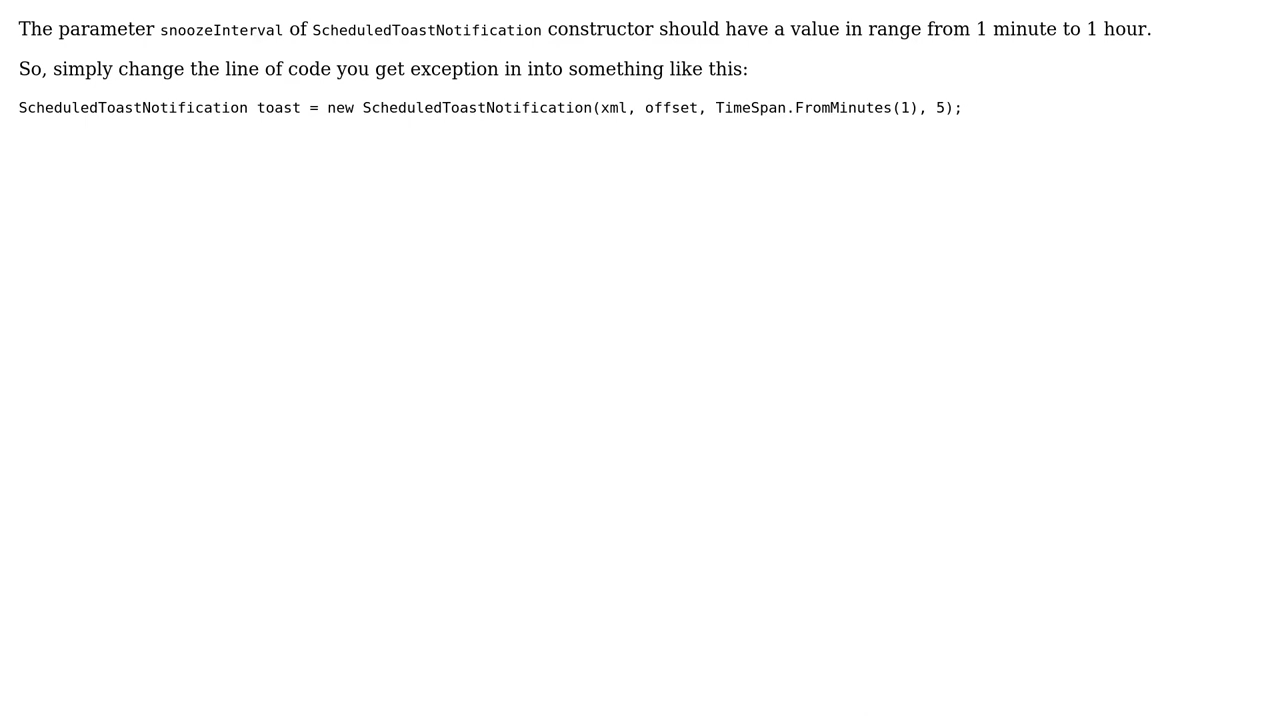 The parameter snoozeInterval of ScheduledToastNotification constructor should have a value in range from 1 minute to 1 hour.
So, simply change the line of code you get exception in into something like this:
ScheduledToastNotification toast = new ScheduledToastNotification(xml, offset, TimeSpan.FromMinutes(1), 5);